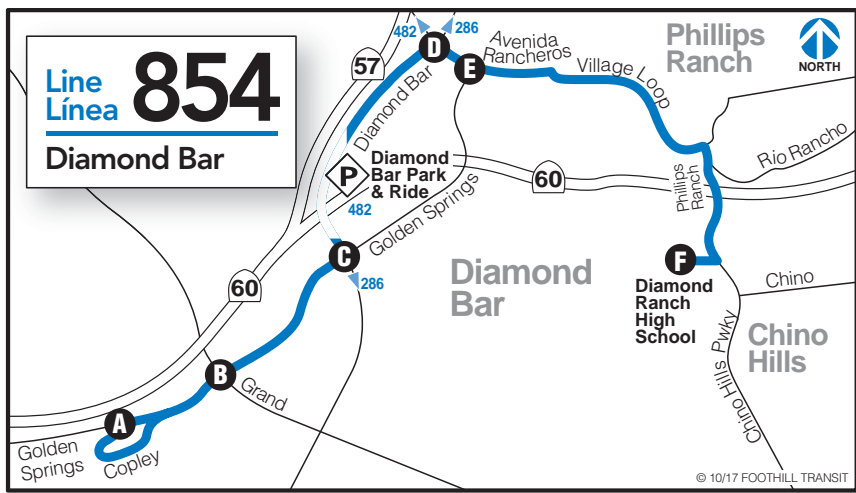 Line
Línea
854
Diamond Bar
482
286
57
D
E
Avenida
Rancheros
Village Loop
Phillips
Ranch
NORTH
Diamond Bar
P
Diamond
Bar Park
& Ride
482
60
Rio Rancho
Phillips
Ranch
Golden Springs
C
286
60
Diamond
Bar
F
Diamond
Ranch
High
School
Chino
Chino
Hills
Chino Hills Pwky
B
Grand
A
Golden
Springs
Copley
© 10/17 FOOTHILL TRANSIT